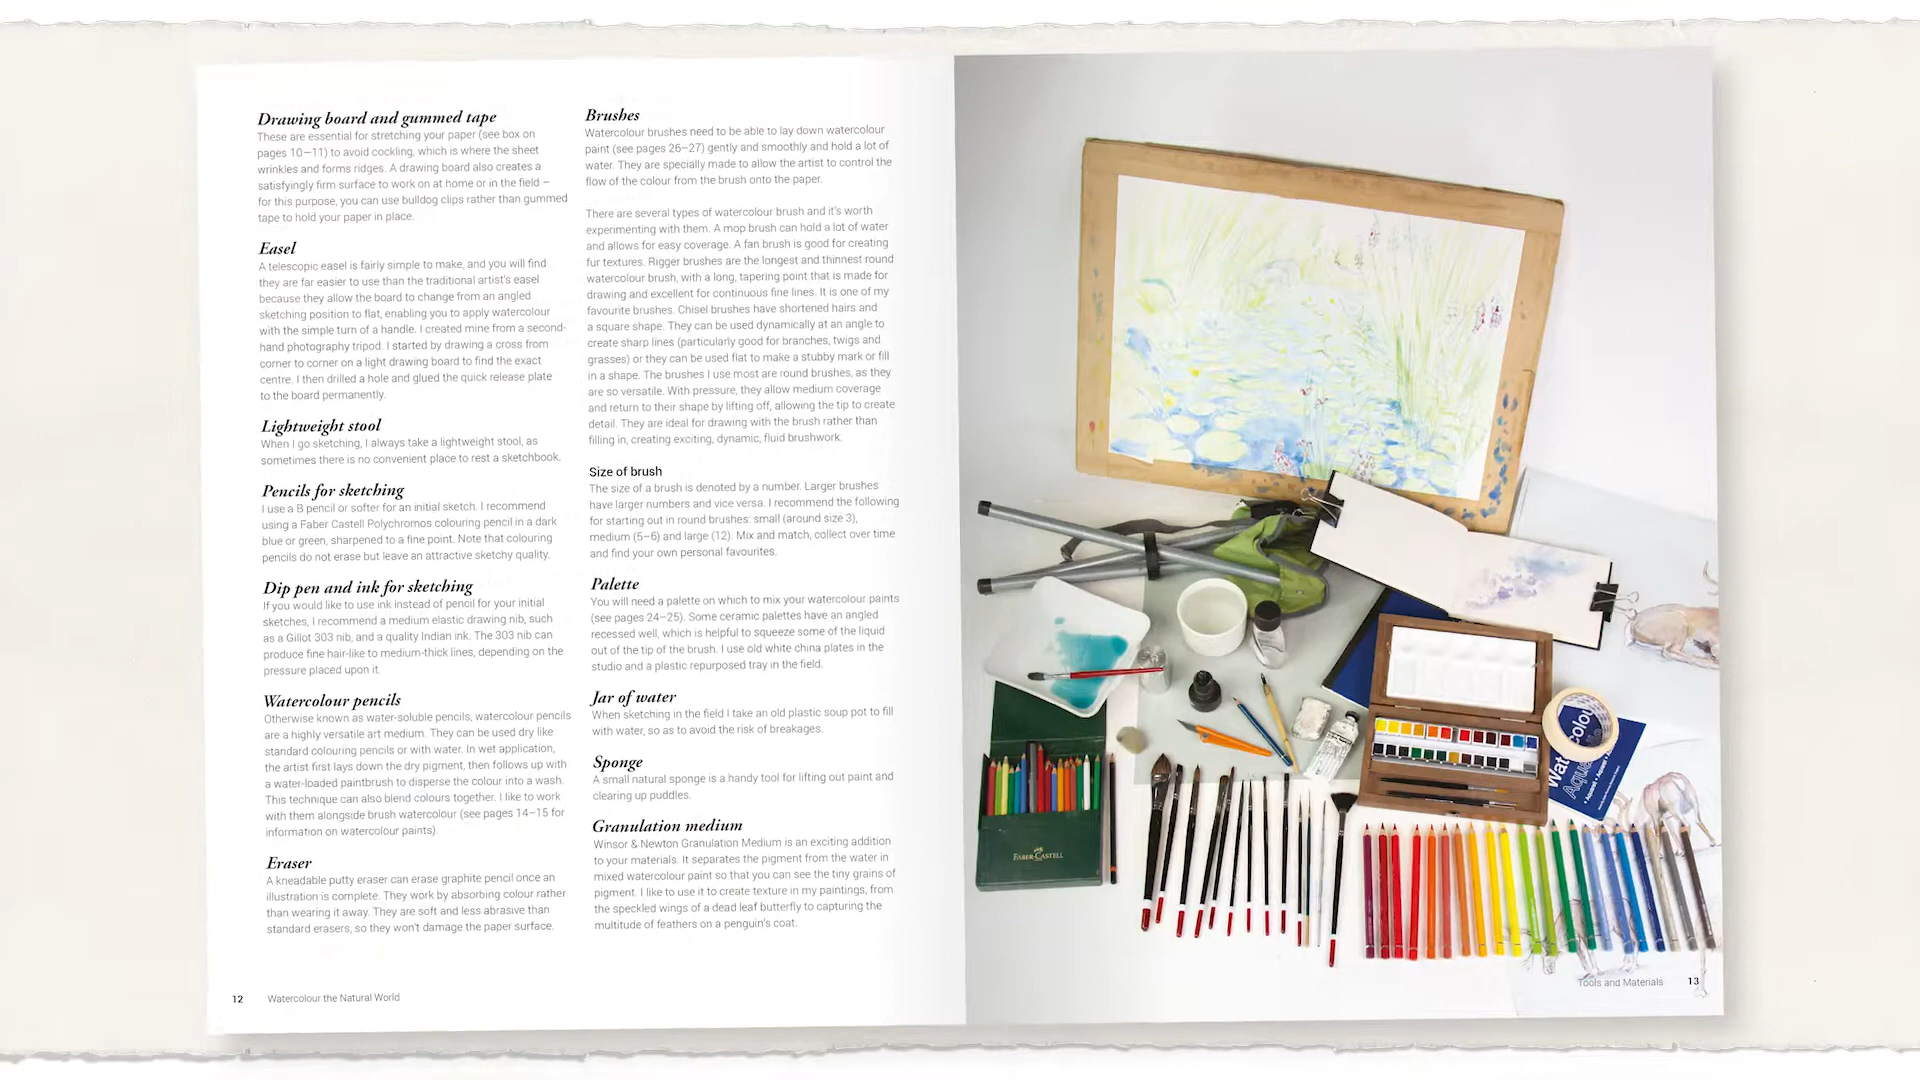 Drawing board and gummed tape
These are essential for stretching your paper (see box on
pages 10–11) to avoid cockling, which is where the sheet
wrinkles and forms ridges. A drawing board also creates a
satisfyingly firm surface to work on at home or in the field –
for this purpose, you can use bulldog clips rather than gummed
tape to hold your paper in place.
Easel
A telescopic easel is fairly simple to make, and you will find
they are far easier to use than the traditional artist's easel
because they allow the board to change from an angled
sketching position to flat, enabling you to apply watercolour
with the simple turn of a handle. I created mine from a second-
hand photography tripod. I started by drawing a cross from
corner to corner on a light drawing board to find the exact
centre. I then drilled a hole and glued the quick release plate
to the board permanently.
Lightweight stool
When I go sketching, I always take a lightweight stool, as
sometimes there is no convenient place to rest a sketchbook.
Pencils for sketching
I use a B pencil or softer for an initial sketch. I recommend
using a Faber Castell Polychromos colouring pencil in a dark
blue or green, sharpened to a fine point. Note that colouring
pencils do not erase but leave an attractive sketchy quality.
Dip pen and ink for sketching
If you would like to use ink instead of pencil for your initial
sketches, I recommend a medium elastic drawing nib, such
as a Gillot 303 nib, and a quality Indian ink. The 303 nib can
produce fine hair-like to medium-thick lines, depending on the
pressure placed upon it.
Watercolour pencils
Otherwise known as water-soluble pencils, watercolour pencils
are a highly versatile art medium. They can be used dry like
standard colouring pencils or with water. In wet application,
the artist first lays down the dry pigment, then follows up with
a water-loaded paintbrush to disperse the colour into a wash.
This technique can also blend colours together. I like to work
with them alongside brush watercolour (see pages 14–15 for
information on watercolour paints).
Eraser
A kneadable putty eraser can erase graphite pencil once an
illustration is complete. They work by absorbing colour rather
than wearing it away. They are soft and less abrasive than
standard erasers, so they won't damage the paper surface.
12 Watercolour the Natural World
Brushes
Watercolour brushes need to be able to lay down watercolour
paint (see pages 26–27) gently and smoothly and hold a lot of
water. They are specially made to allow the artist to control the
flow of the colour from the brush onto the paper.
There are several types of watercolour brush and it's worth
experimenting with them. A mop brush can hold a lot of water
and allows for easy coverage. A fan brush is good for creating
fur textures. Rigger brushes are the longest and thinnest round
watercolour brush, with a long, tapering point that is made for
drawing and excellent for continuous fine lines. It is one of my
favourite brushes. Chisel brushes have shortened hairs and
a square shape. They can be used dynamically at an angle to
create sharp lines (particularly good for branches, twigs and
grasses) or they can be used flat to make a stubby mark or fill
in a shape. The brushes I use most are round brushes, as they
are so versatile. With pressure, they allow medium coverage
and return to their shape by lifting off, allowing the tip to create
detail. They are ideal for drawing with the brush rather than
filling in, creating exciting, dynamic, fluid brushwork.
Size of brush
The size of a brush is denoted by a number. Larger brushes
have larger numbers and vice versa. I recommend the following
for starting out in round brushes: small (around size 3),
medium (5–6) and large (12). Mix and match, collect over time
and find your own personal favourites.
Palette
You will need a palette on which to mix your watercolour paints
(see pages 24–25). Some ceramic palettes have an angled
recessed well, which is helpful to squeeze some of the liquid
out of the tip of the brush. I use old white china plates in the
studio and a plastic repurposed tray in the field.
Jar of water
When sketching in the field I take an old plastic soup pot to fill
with water, so as to avoid the risk of breakages.
Sponge
A small natural sponge is a handy tool for lifting out paint and
clearing up puddles.
Granulation medium
Winsor & Newton Granulation Medium is an exciting addition
to your materials. It separates the pigment from the water in
mixed watercolour paint so that you can see the tiny grains of
pigment. I like to use it to create texture in my paintings, from
the speckled wings of a dead leaf butterfly to capturing the
multitude of feathers on a penguin's coat.
FABER-CASTELL
Tools and Materials 13